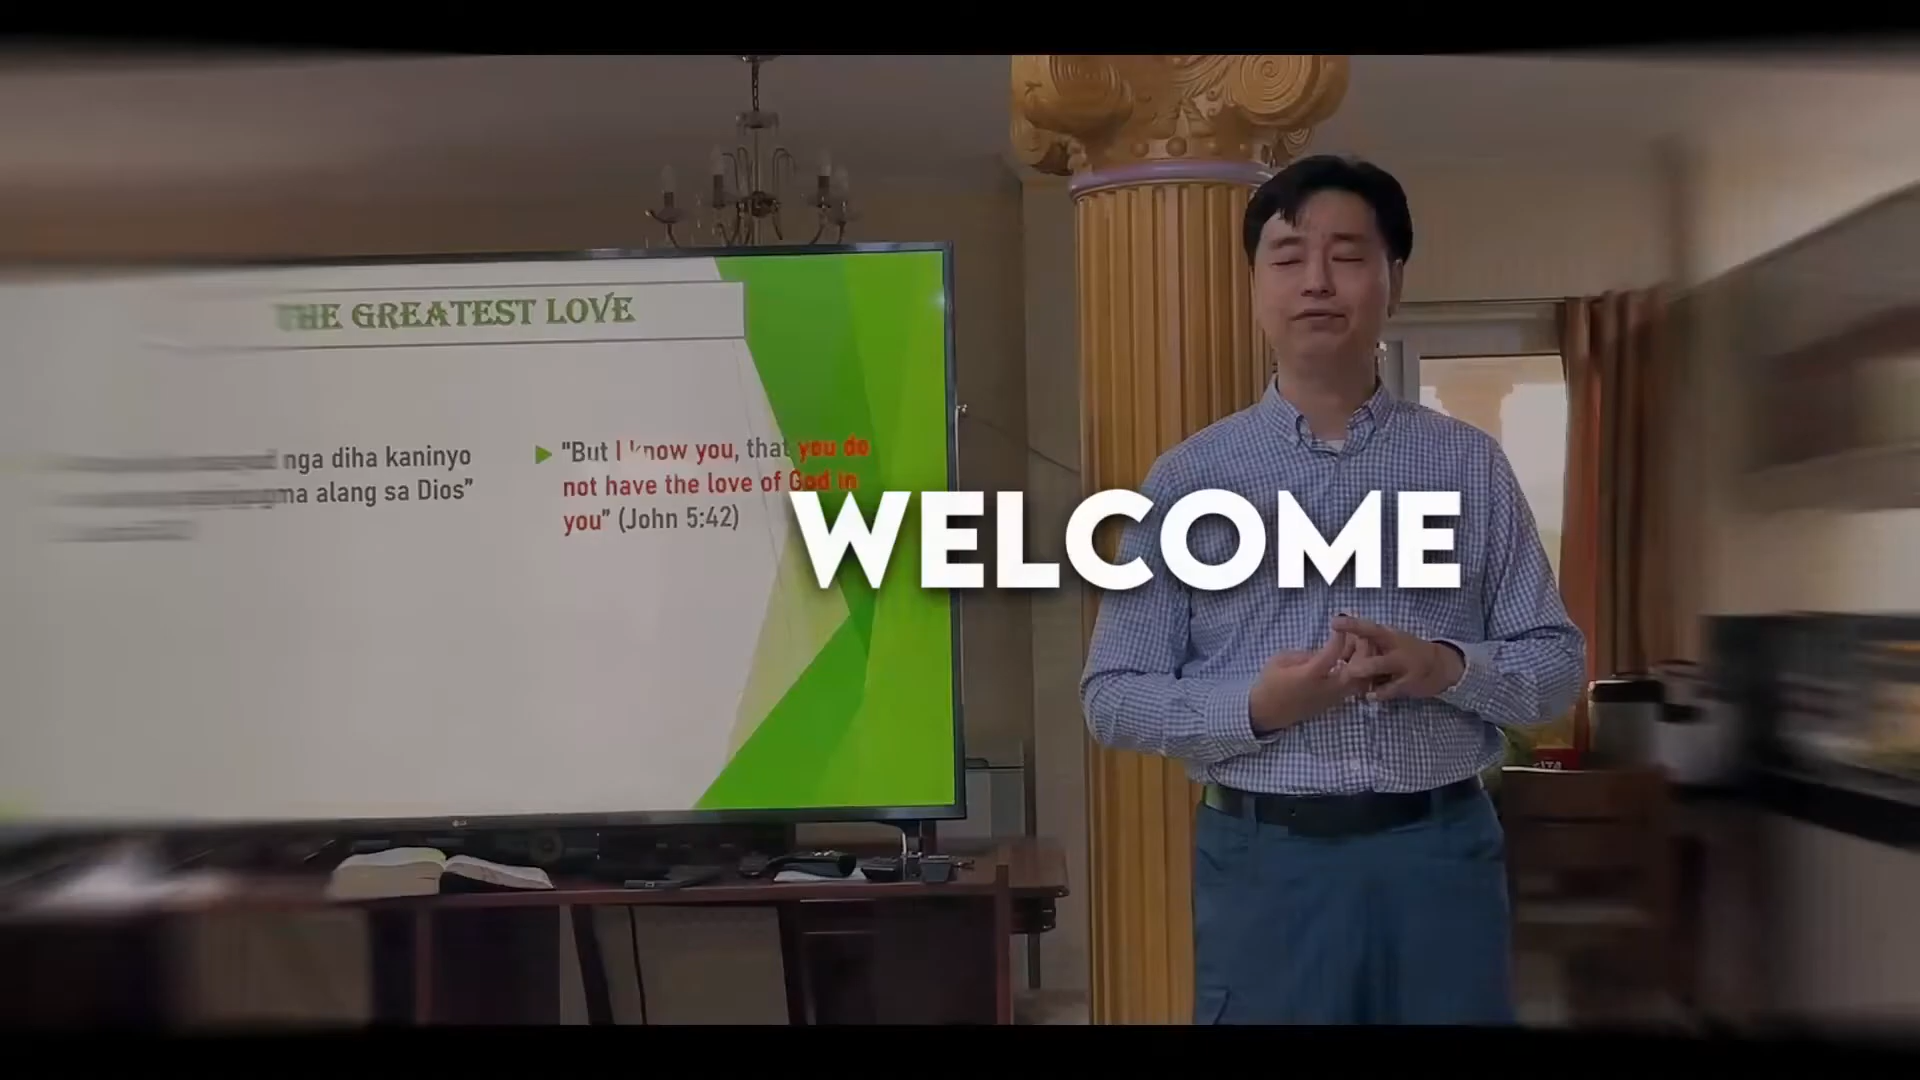 THE GREATEST LOVE
nga diha kaninyo
alang sa Dios”
"But I know you, that you do
not have the love of God in
you” (John 5:42)
WELCOME
LG